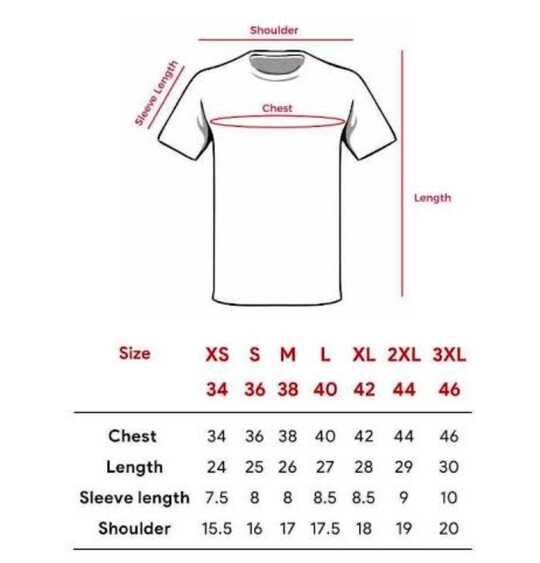 Shoulder
Sleeve Length
Chest
Length
Size XS S M L XL 2XL 3XL
34 36 38 40 42 44 46
Chest 34 36 38 40 42 44 46
Length 24 25 26 27 28 29 30
Sleeve length 7.5 8 8 8.5 8.5 9 10
Shoulder 15.5 16 17 17.5 18 19 20